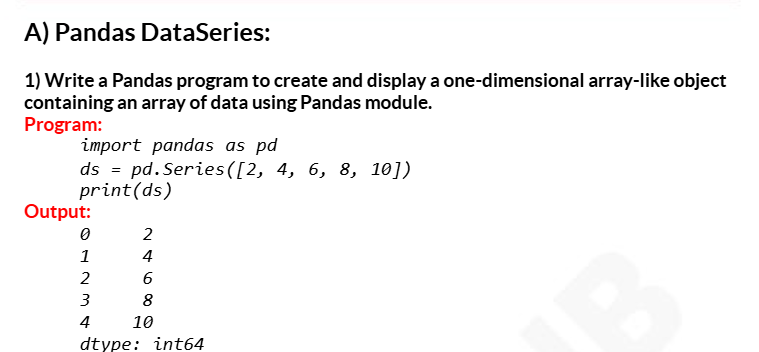 A) Pandas DataSeries:
1) Write a Pandas program to create and display a one-dimensional array-like object
containing an array of data using Pandas module.
Program:
import pandas as pd
ds = pd.Series([2, 4, 6, 8, 10])
print(ds)
Output:
0 2
1 4
2 6
3 8
4 10
dtype: int64